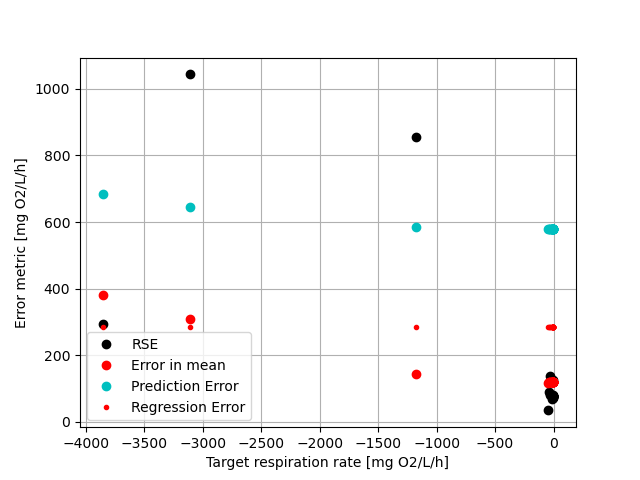 1000
800
600
400
200
0
Error metric [mg O2/L/h]
RSE
Error in mean
Prediction Error
Regression Error
−4000 −3500 −3000 −2500 −2000 −1500 −1000 −500 0
Target respiration rate [mg O2/L/h]